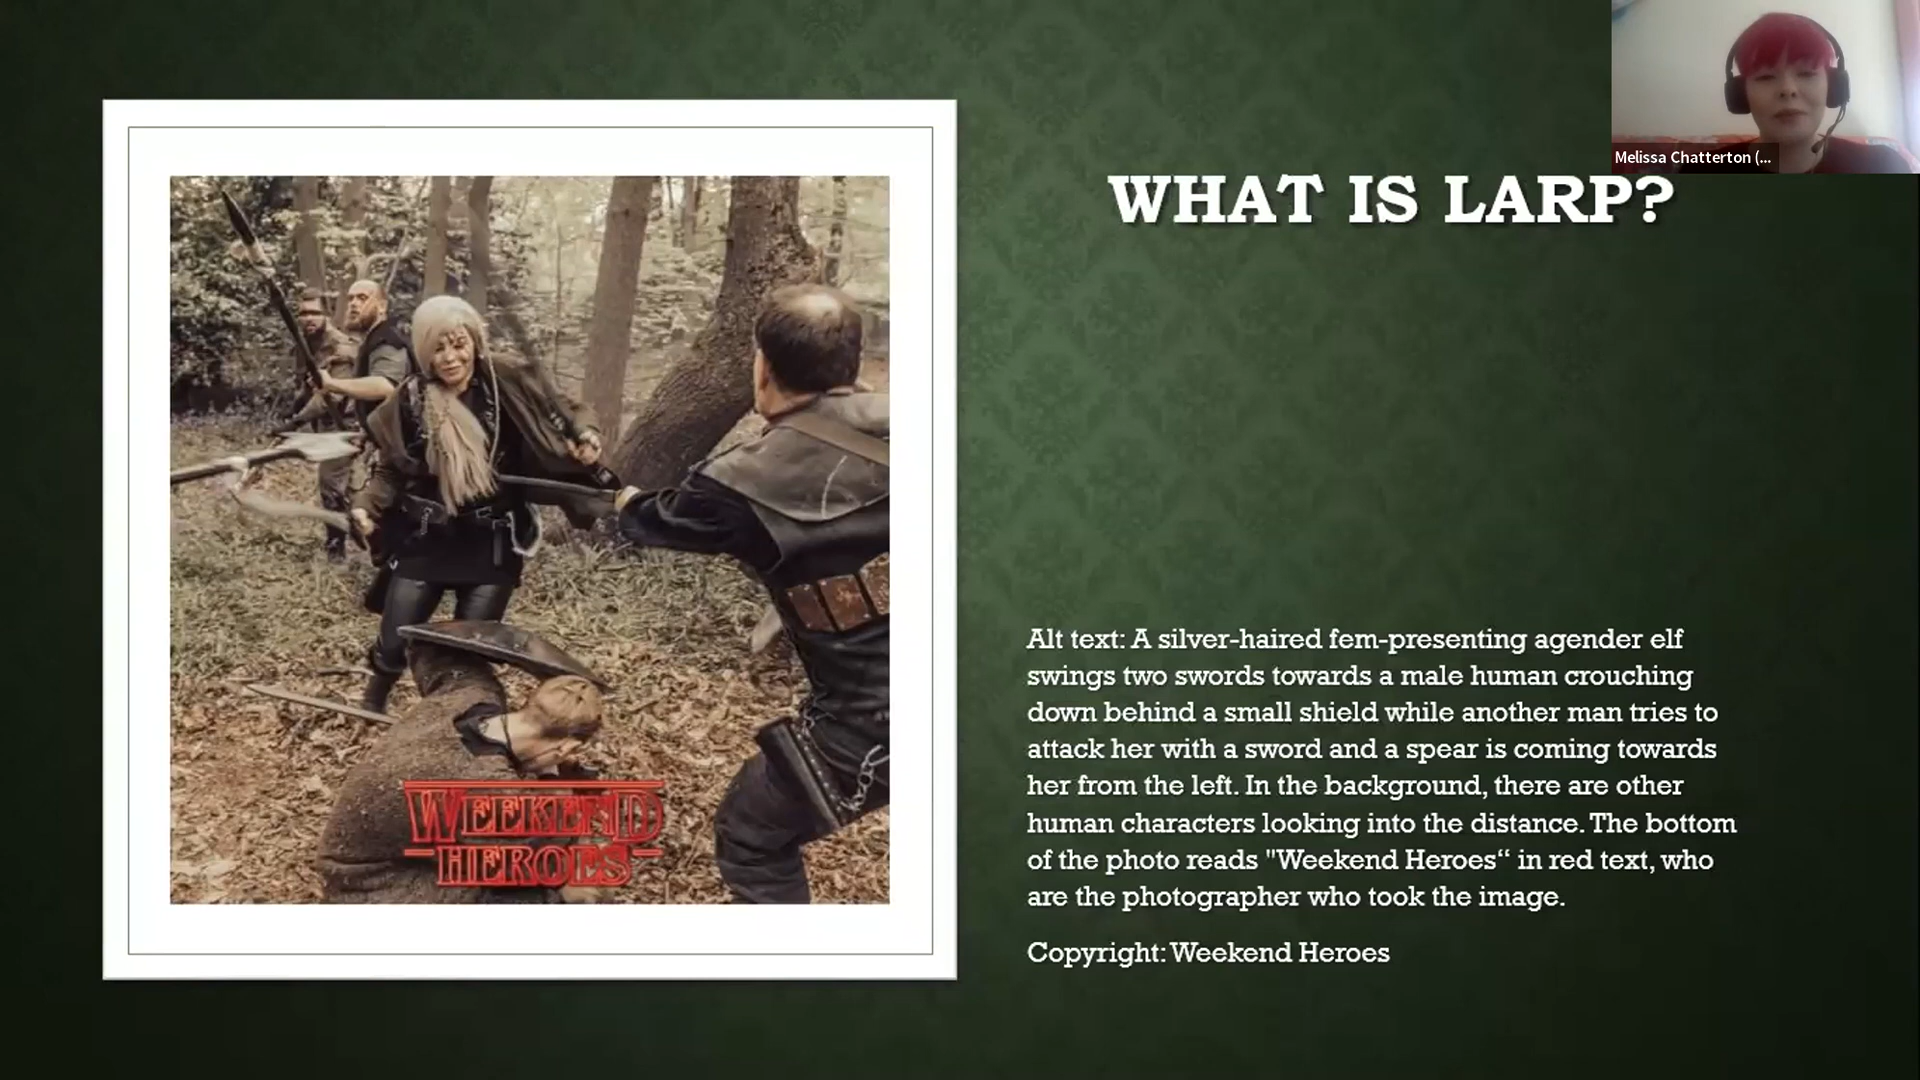 Melissa Chatterton (...
WHAT IS LARP?
Alt text: A silver-haired fem-presenting agender elf
swings two swords towards a male human crouching
down behind a small shield while another man tries to
attack her with a sword and a spear is coming towards
her from the left. In the background, there are other
human characters looking into the distance. The bottom
of the photo reads "Weekend Heroes“ in red text, who
are the photographer who took the image.
Copyright: Weekend Heroes
WEEKEND
HEROES